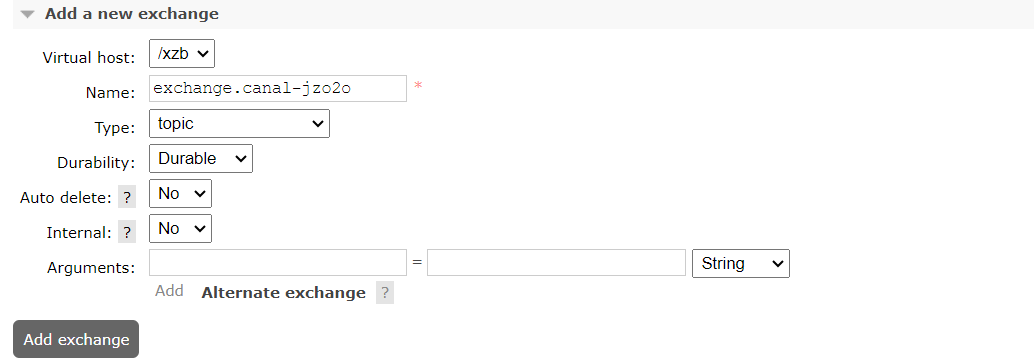 Add a new exchange
Virtual host: /xzb
Name: exchange.canal-jzo2o *
Type: topic
Durability: Durable
Auto delete: ? No
Internal: ? No
Arguments: = String
Add Alternate exchange ?
Add exchange